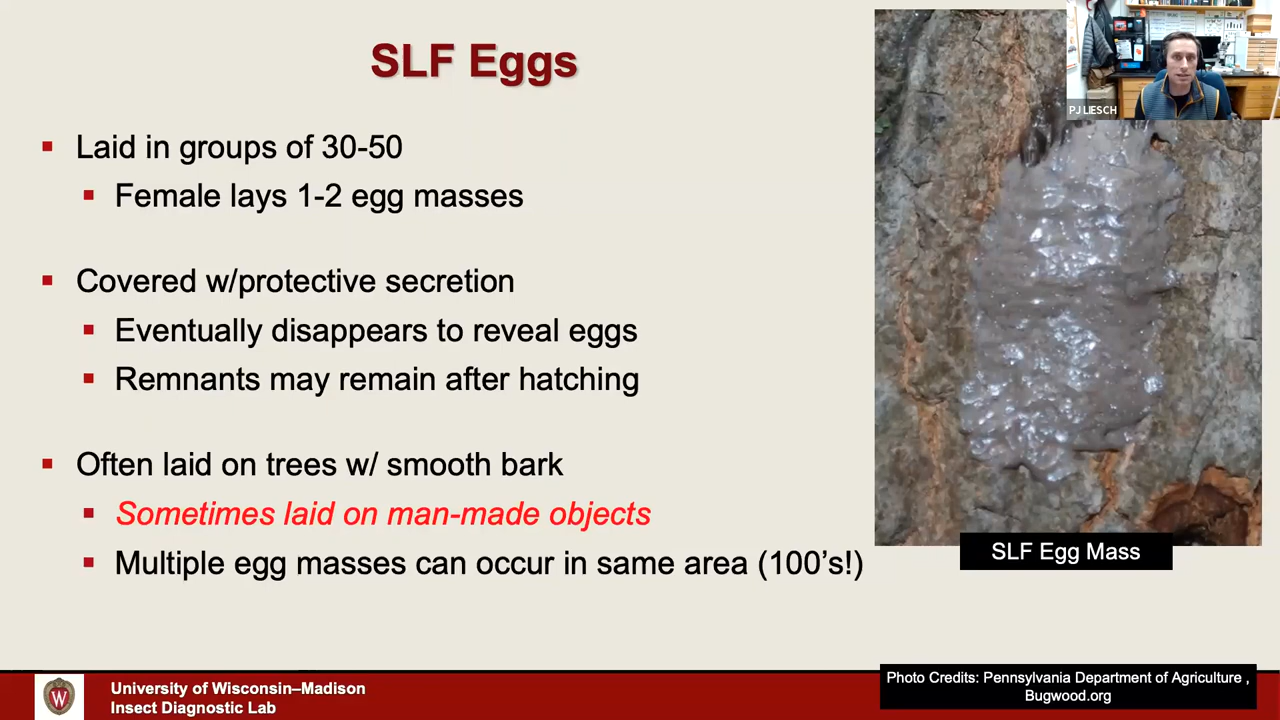 SLF Eggs
Laid in groups of 30-50
Female lays 1-2 egg masses
Covered w/protective secretion
Eventually disappears to reveal eggs
Remnants may remain after hatching
Often laid on trees w/ smooth bark
Sometimes laid on man-made objects
Multiple egg masses can occur in same area (100's!)
PJ LIESCH
SLF Egg Mass
W
University of Wisconsin–Madison
Insect Diagnostic Lab
Photo Credits: Pennsylvania Department of Agriculture ,
Bugwood.org